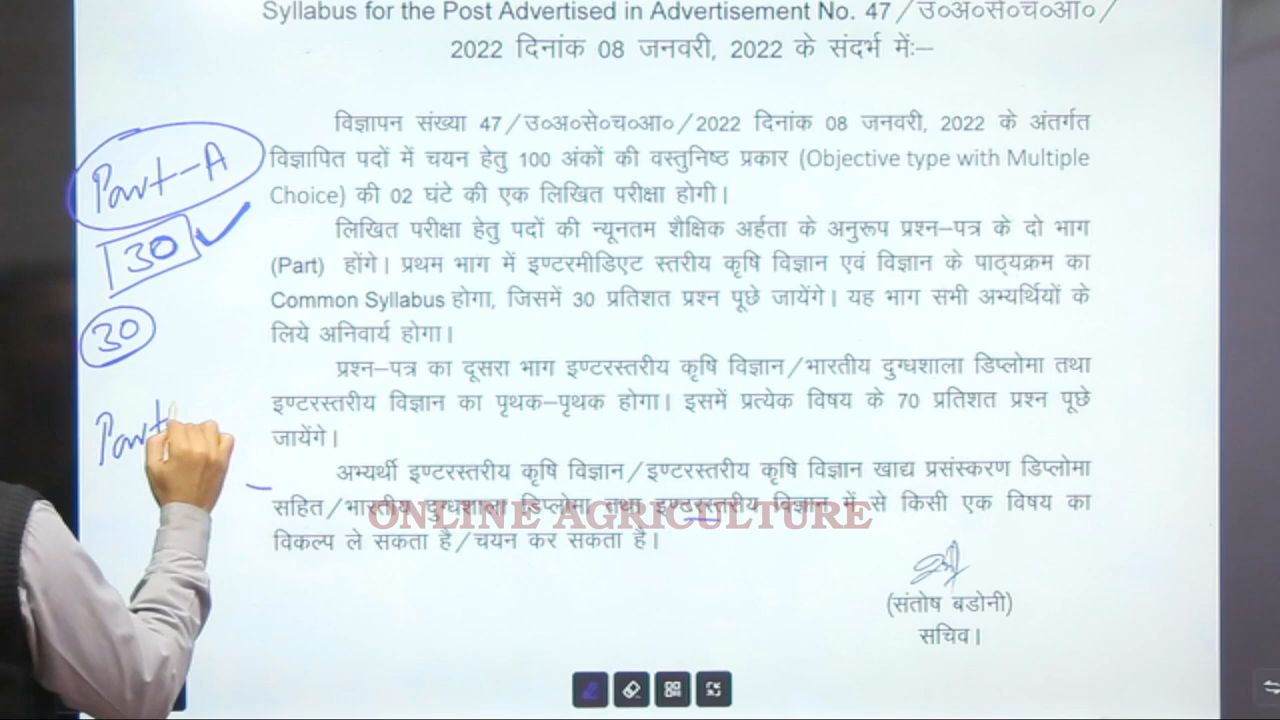 Syllabus for the Post Advertised in Advertisement No. 47/उ०अ०से०च०आ०/
2022 दिनांक 08 जनवरी, 2022 के संदर्भ में:–
विज्ञापन संख्या 47/उ०अ०से०च०आ०/2022 दिनांक 08 जनवरी, 2022 के अंतर्गत
विज्ञापित पदों में चयन हेतु 100 अंकों की वस्तुनिष्ठ प्रकार (Objective type with Multiple
Choice) की 02 घंटे की एक लिखित परीक्षा होगी।
लिखित परीक्षा हेतु पदों की न्यूनतम शैक्षिक अर्हता के अनुरूप प्रश्न–पत्र के दो भाग
(Part) होंगे। प्रथम भाग में इण्टरमीडिएट स्तरीय कृषि विज्ञान एवं विज्ञान के पाठ्यक्रम का
Common Syllabus होगा, जिसमें 30 प्रतिशत प्रश्न पूछे जायेंगे। यह भाग सभी अभ्यर्थियों के
लिये अनिवार्य होगा।
प्रश्न–पत्र का दूसरा भाग इण्टरस्तरीय कृषि विज्ञान/भारतीय दुग्धशाला डिप्लोमा तथा
इण्टरस्तरीय विज्ञान का पृथक–पृथक होगा। इसमें प्रत्येक विषय के 70 प्रतिशत प्रश्न पूछे
जायेंगे।
अभ्यर्थी इण्टरस्तरीय कृषि विज्ञान/इण्टरस्तरीय कृषि विज्ञान खाद्य प्रसंस्करण डिप्लोमा
सहित/भारतीय दुग्धशाला डिप्लोमा तथा इण्टरस्तरीय विज्ञान में से किसी एक विषय का
विकल्प ले सकता है/चयन कर सकता है।
(संतोष बडोनी)
सचिव।
Part-A
30
30
Part
ONLINE AGRICULTURE